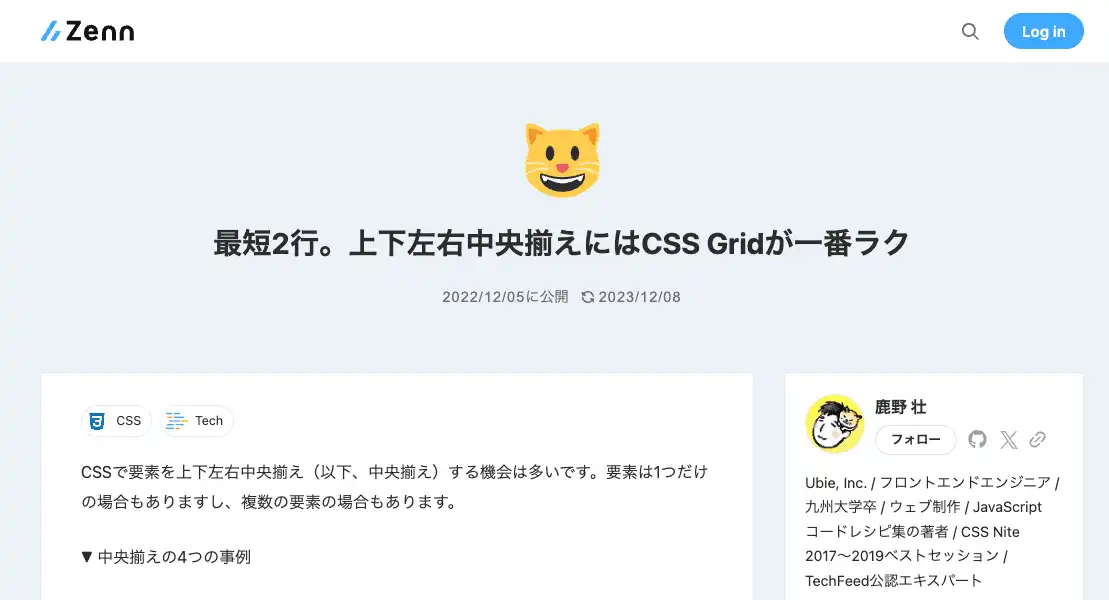 Zenn
Log in
最短2行。上下左右中央揃えにはCSS Gridが一番ラク
2022/12/05に公開 2023/12/08
CSS Tech
CSSで要素を上下左右中央揃え（以下、中央揃え）する機会は多いです。要素は1つだけ
の場合もありますし、複数の要素の場合もあります。
▼ 中央揃えの4つの事例
鹿野 壮
フォロー
Ubie, Inc. / フロントエンドエンジニア /
九州大学卒 / ウェブ制作 / JavaScript
コードレシピ集の著者 / CSS Nite
2017〜2019ベストセッション /
TechFeed公認エキスパート